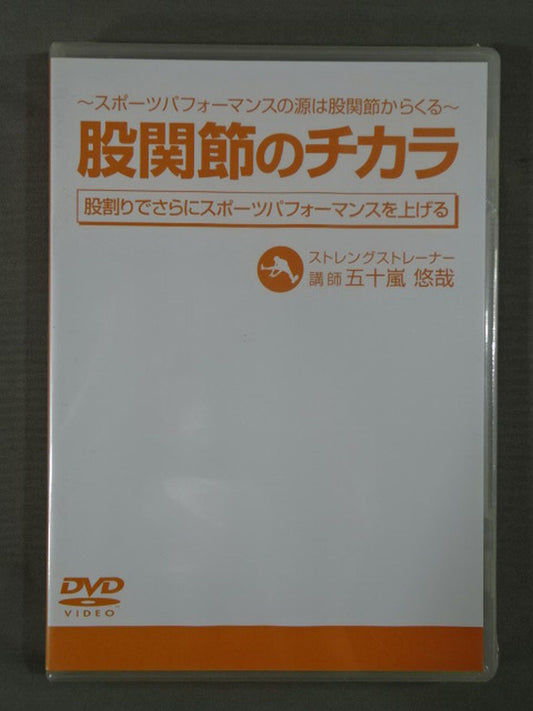 ～スポーツパフォーマンスの源は股関節からくる～
股関節のチカラ
股割りでさらにスポーツパフォーマンスを上げる
ストレングストレーナー
講師 五十嵐 悠哉
DVD
VIDEO